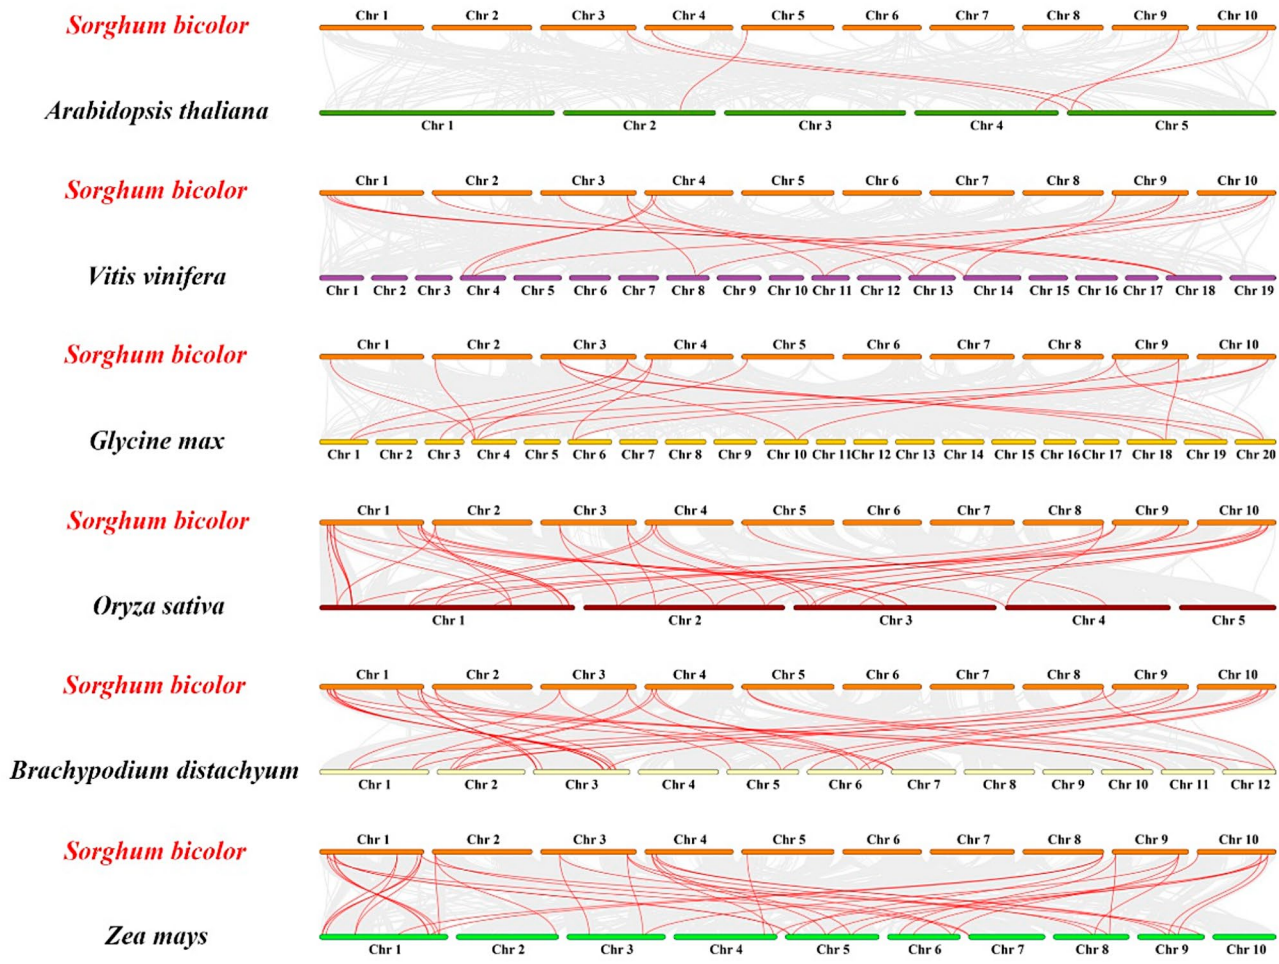 Chr 1 Chr 2 Chr 3 Chr 4 Chr 5 Chr 6 Chr 7 Chr 8 Chr 9 Chr 10
Sorghum bicolor
Arabidopsis thaliana
Chr 1 Chr 2 Chr 3 Chr 4 Chr 5
Chr 1 Chr 2 Chr 3 Chr 4 Chr 5 Chr 6 Chr 7 Chr 8 Chr 9 Chr 10
Sorghum bicolor
Vitis vinifera
Chr 1 Chr 2 Chr 3 Chr 4 Chr 5 Chr 6 Chr 7 Chr 8 Chr 9 Chr 10 Chr 11 Chr 12 Chr 13 Chr 14 Chr 15 Chr 16 Chr 17 Chr 18 Chr 19
Chr 1 Chr 2 Chr 3 Chr 4 Chr 5 Chr 6 Chr 7 Chr 8 Chr 9 Chr 10
Sorghum bicolor
Glycine max
Chr 1 Chr 2 Chr 3 Chr 4 Chr 5 Chr 6 Chr 7 Chr 8 Chr 9 Chr 10 Chr 11 Chr 12 Chr 13 Chr 14 Chr 15 Chr 16 Chr 17 Chr 18 Chr 19 Chr 20
Chr 1 Chr 2 Chr 3 Chr 4 Chr 5 Chr 6 Chr 7 Chr 8 Chr 9 Chr 10
Sorghum bicolor
Oryza sativa
Chr 1 Chr 2 Chr 3 Chr 4 Chr 5
Chr 1 Chr 2 Chr 3 Chr 4 Chr 5 Chr 6 Chr 7 Chr 8 Chr 9 Chr 10
Sorghum bicolor
Brachypodium distachyum
Chr 1 Chr 2 Chr 3 Chr 4 Chr 5 Chr 6 Chr 7 Chr 8 Chr 9 Chr 10 Chr 11 Chr 12
Chr 1 Chr 2 Chr 3 Chr 4 Chr 5 Chr 6 Chr 7 Chr 8 Chr 9 Chr 10
Sorghum bicolor
Zea mays
Chr 1 Chr 2 Chr 3 Chr 4 Chr 5 Chr 6 Chr 7 Chr 8 Chr 9 Chr 10